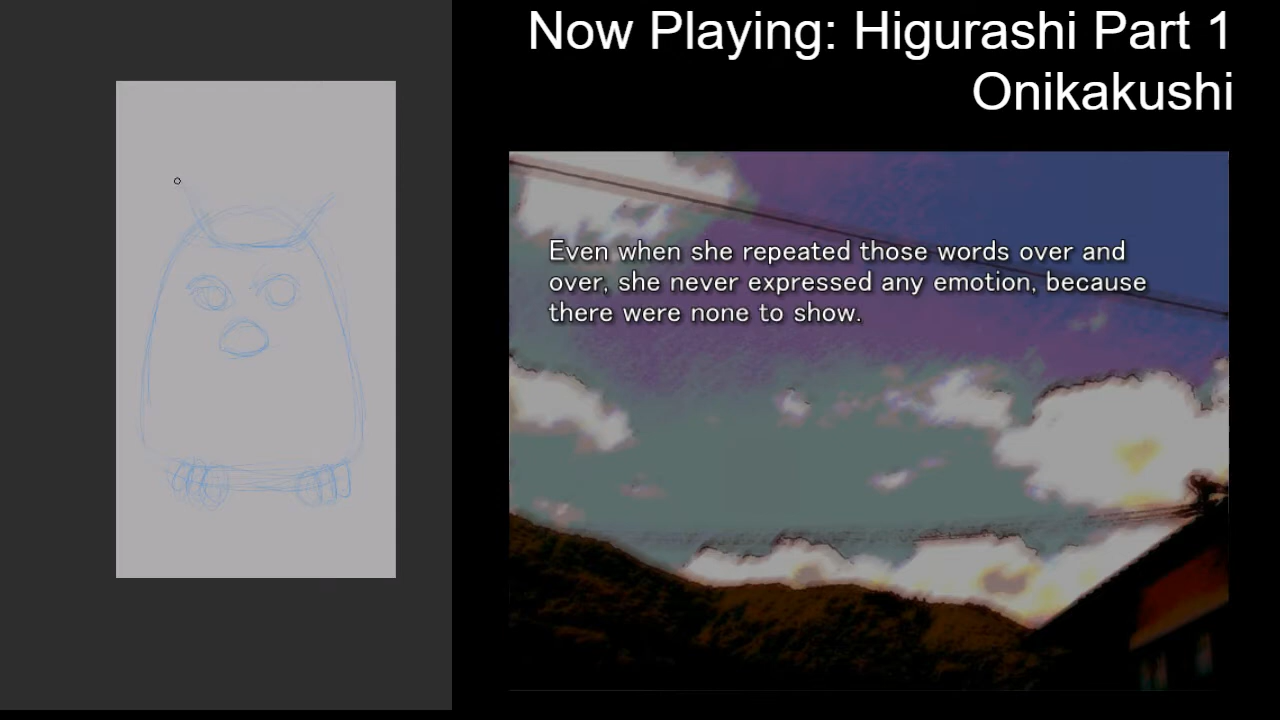 Now Playing: Higurashi Part 1
Onikakushi
Even when she repeated those words over and
over, she never expressed any emotion, because
there were none to show.